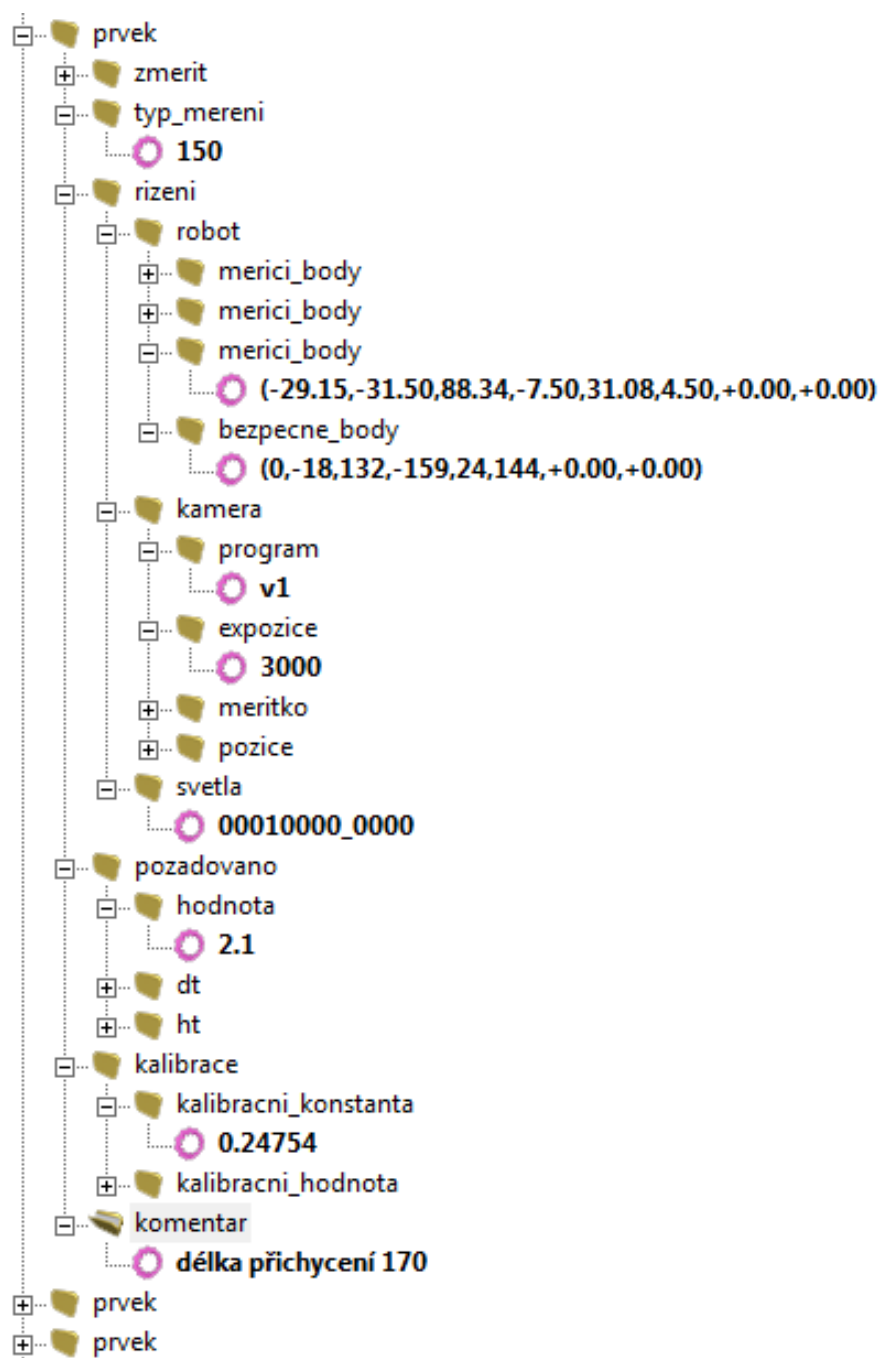 prvek
zmerit
typ_mereni
150
rizeni
robot
merici_body
merici_body
merici_body
(-29.15,-31.50,88.34,-7.50,31.08,4.50,+0.00,+0.00)
bezpecne_body
(0,-18,132,-159,24,144,+0.00,+0.00)
kamera
program
v1
expozice
3000
meritko
pozice
svetla
00010000_0000
pozadovano
hodnota
2.1
dt
ht
kalibrace
kalibracni_konstanta
0.24754
kalibracni_hodnota
komentar
délka přichycení 170
prvek
prvek